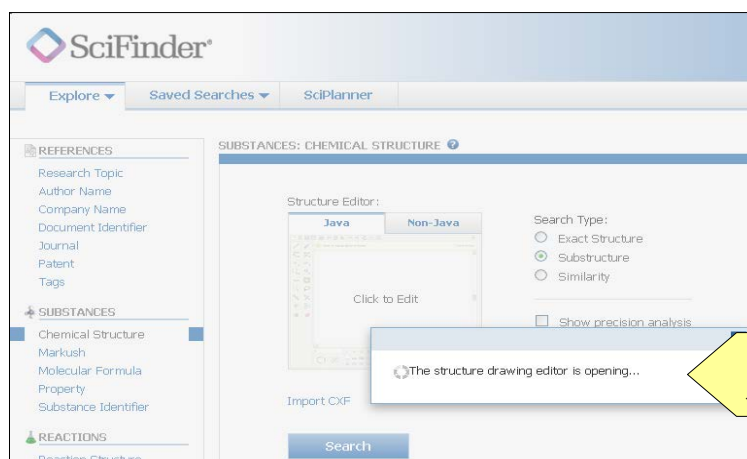 SciFinder®
Explore Saved Searches SciPlanner
REFERENCES
Research Topic
Author Name
Company Name
Document Identifier
Journal
Patent
Tags
SUBSTANCES
Chemical Structure
Markush
Molecular Formula
Property
Substance Identifier
REACTIONS
Reaction Structure
SUBSTANCES: CHEMICAL STRUCTURE ?
Structure Editor:
Java Non-Java
Click to Edit
Import CXF
Search
Search Type:
Exact Structure
Substructure
Similarity
Show precision analysis
The structure drawing editor is opening...